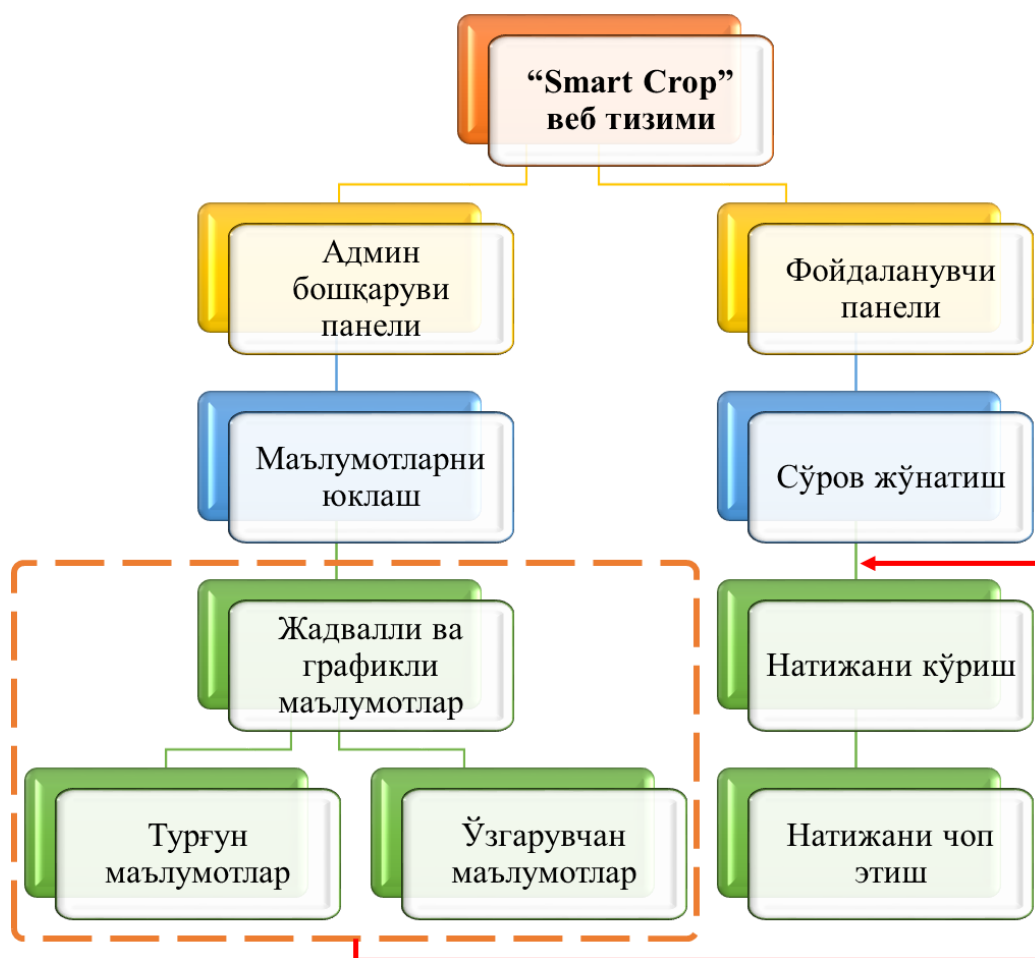 “Smart Crop”
веб тизими
Админ
бошқаруви
панели
Фойдаланувчи
панели
Маълумотларни
юклаш
Сўров жўнатиш
Жадвалли ва
графикли
маълумотлар
Натижани кўриш
Турғун
маълумотлар
Ўзгарувчан
маълумотлар
Натижани чоп
этиш